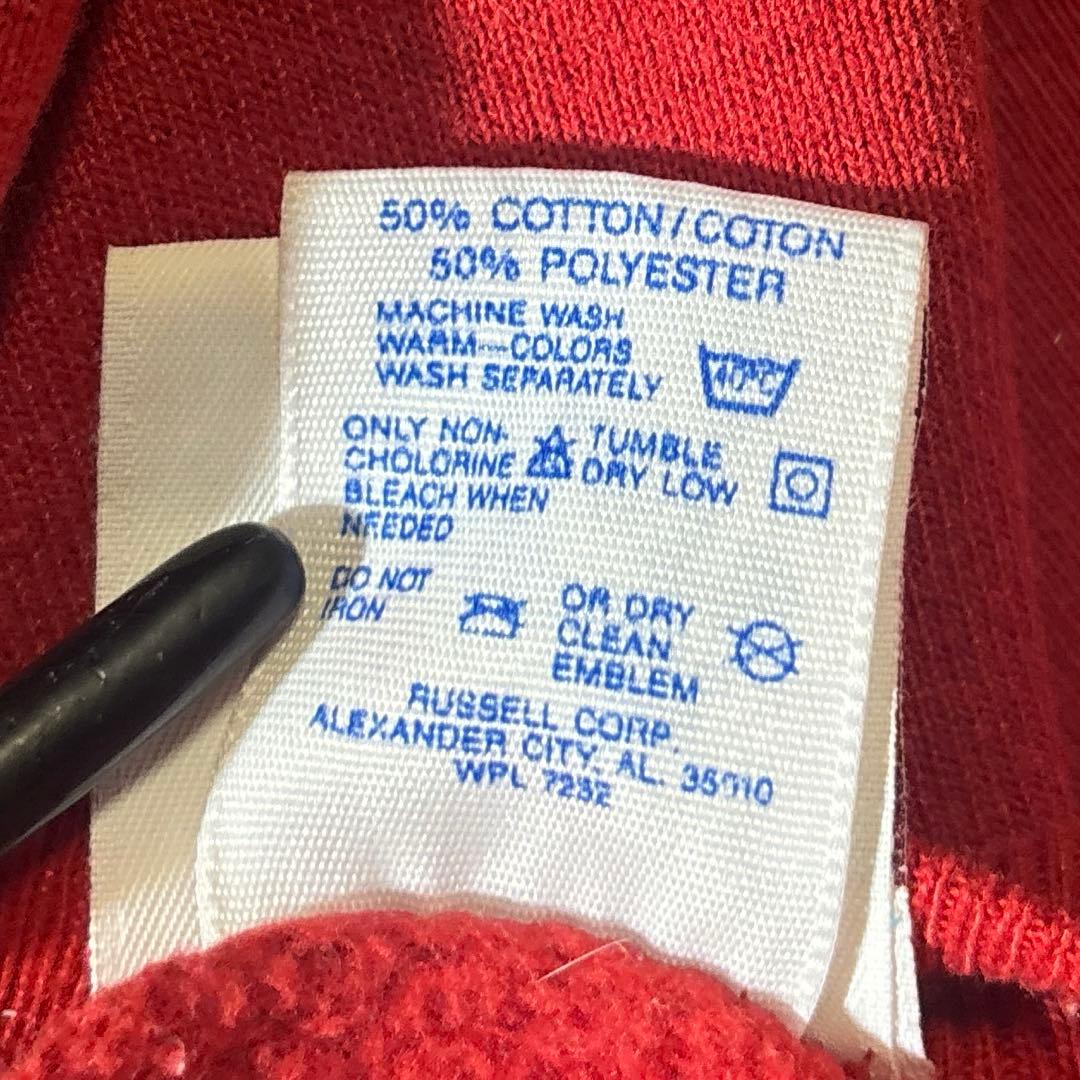 50% COTTON/COTON
50% POLYESTER
MACHINE WASH
WARM—COLORS
WASH SEPARATELY
40°C
ONLY NON-
CHOLORINE
BLEACH WHEN
NEEDED
TUMBLE
DRY LOW
DO NOT
IRON
OR DRY
CLEAN
EMBLEM
RUSSELL CORP.
ALEXANDER CITY, AL. 35010
WPL 7232